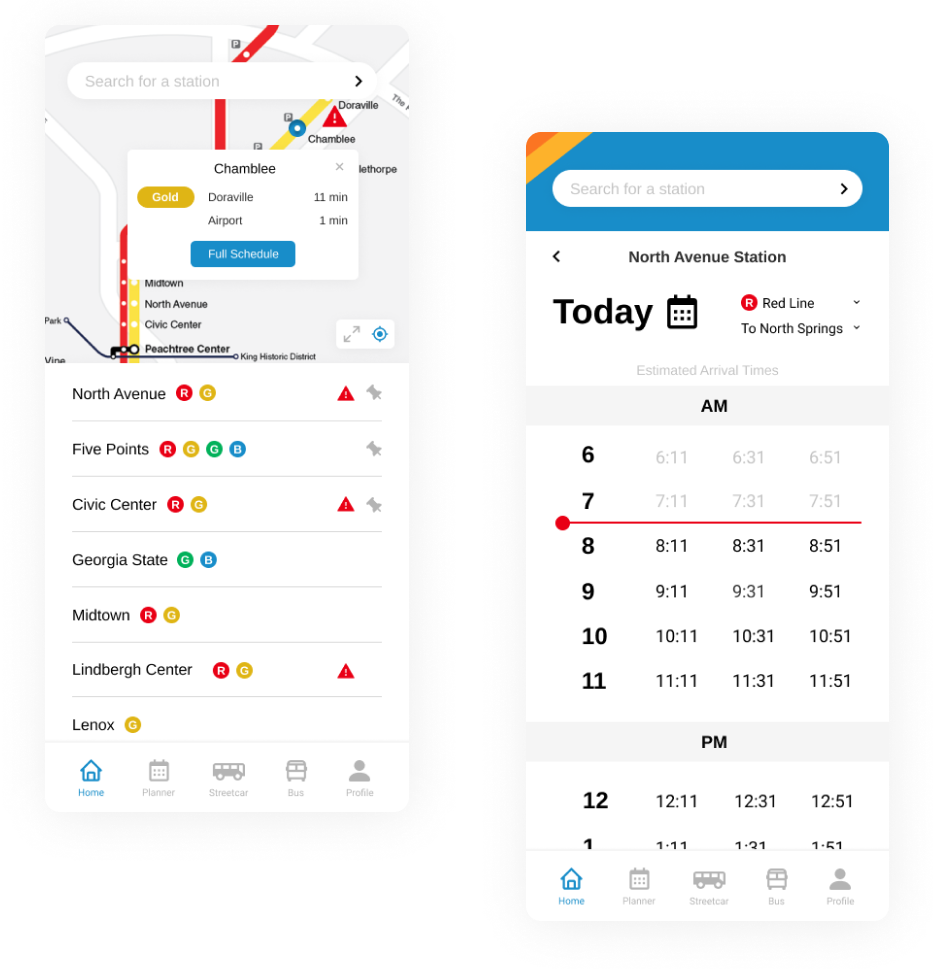 P
Search for a station
Doraville
The
P
Chamblee
P
lethorpe
Chamblee ×
Gold Doraville 11 min
Airport 1 min
Full Schedule
Midtown
North Avenue
Park
Civic Center
Peachtree Center
King Historic District
Vine
North Avenue R G
Five Points R G G B
Civic Center R G
Georgia State G B
Midtown R G
Lindbergh Center R G
Lenox G
Home Planner Streetcar Bus Profile
Search for a station
North Avenue Station
Today
R Red Line
To North Springs
Estimated Arrival Times
AM
6 6:11 6:31 6:51
7 7:11 7:31 7:51
8 8:11 8:31 8:51
9 9:11 9:31 9:51
10 10:11 10:31 10:51
11 11:11 11:31 11:51
PM
12 12:11 12:31 12:51
1 1:11 1:31 1:51
Home Planner Streetcar Bus Profile